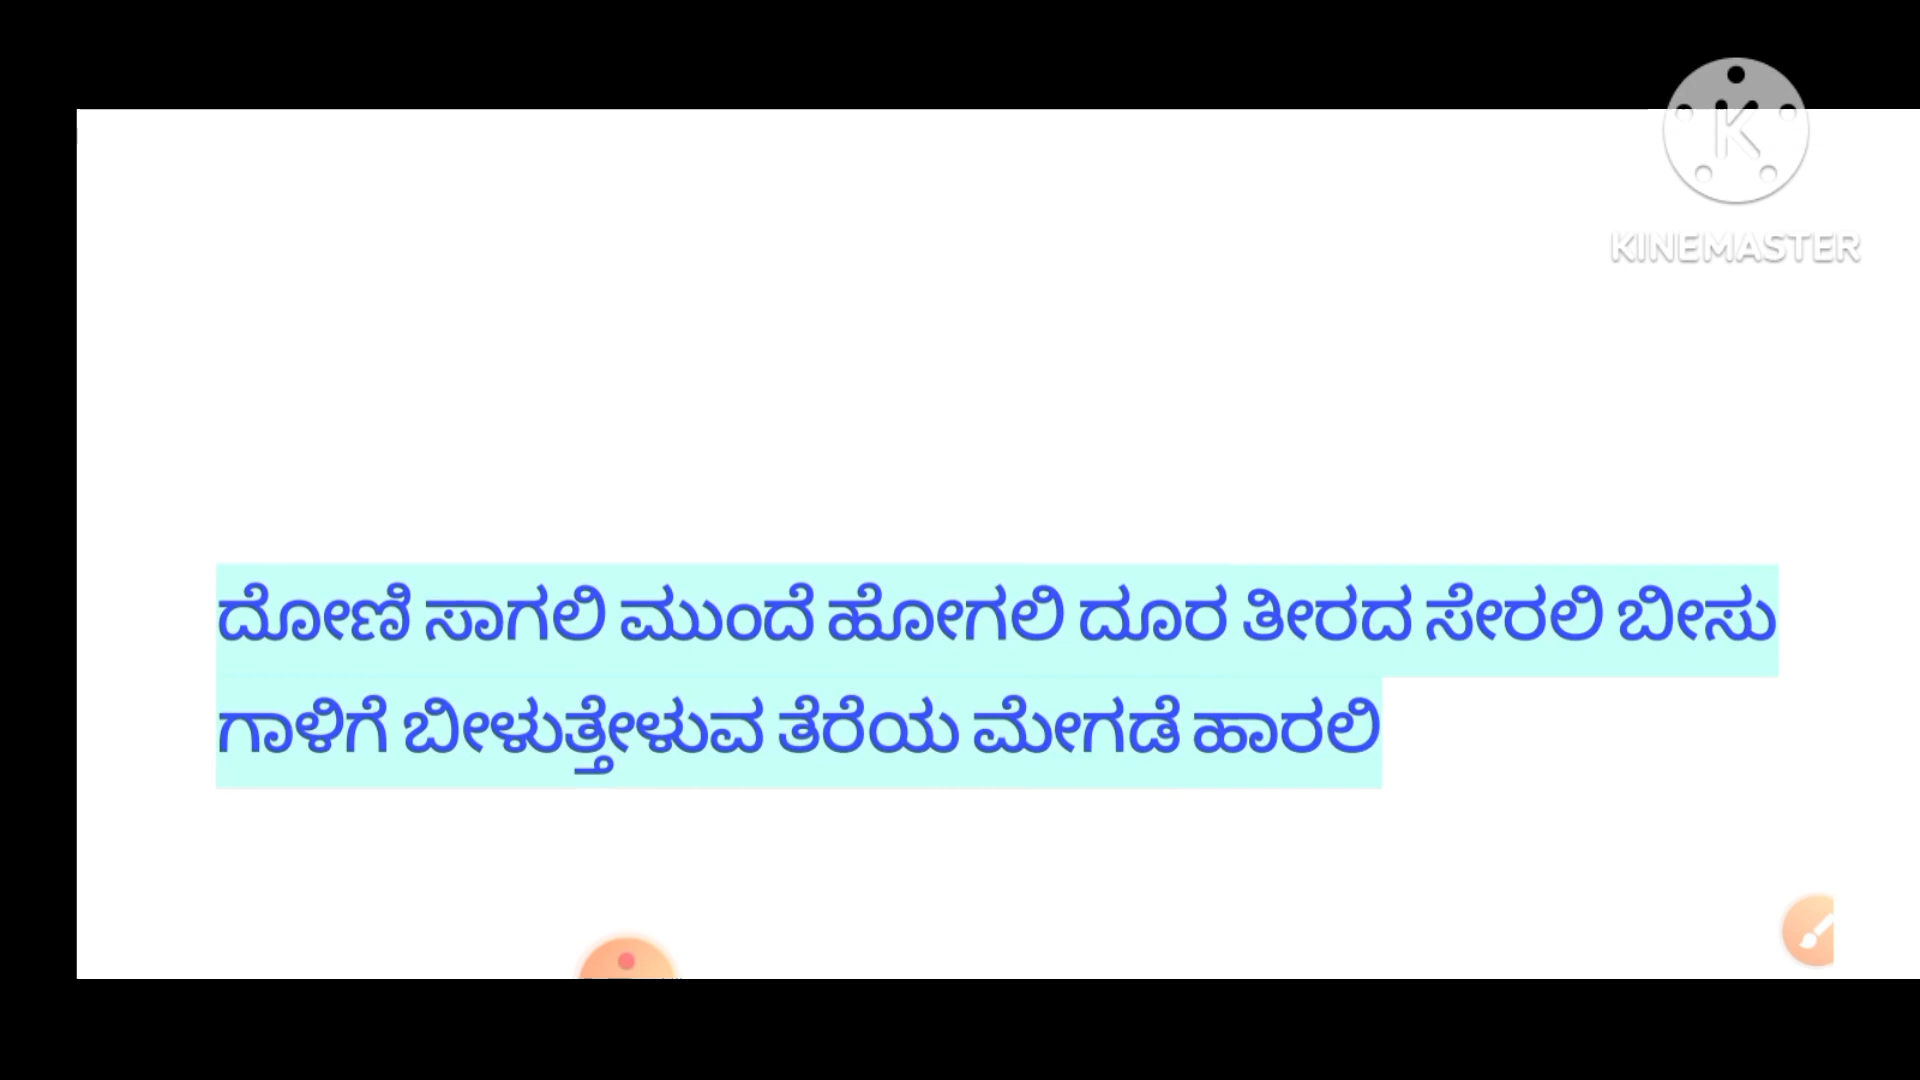 KINEMASTER
ದೋಣಿ ಸಾಗಲಿ ಮುಂದೆ ಹೋಗಲಿ ದೂರ ತೀರದ ಸೇರಲಿ ಬೀಸು
ಗಾಳಿಗೆ ಬೀಳುತ್ತೇಳುವ ತೆರೆಯ ಮೇಗಡೆ ಹಾರಲಿ